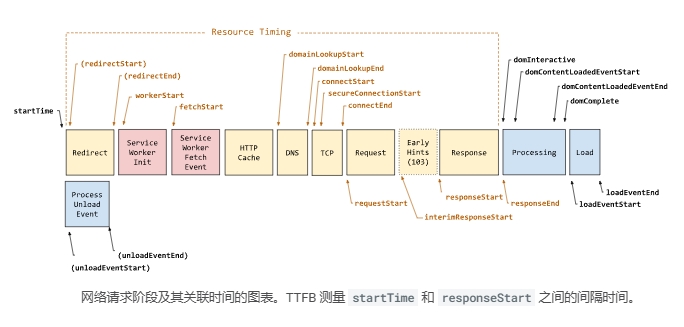 Resource Timing
domainLookupStart
(redirectStart)
domainLookupEnd
domInteractive
(redirectEnd)
connectStart
domContentLoadedEventStart
workerStart
secureConnectionStart
domContentLoadedEventEnd
fetchStart
connectEnd
domComplete
startTime
Redirect
Service
Worker
Init
Service
Worker
Fetch
Event
HTTP
Cache
DNS
TCP
Request
Early
Hints
(103)
Response
Processing
Load
Process
Unload
Event
requestStart
responseStart
responseEnd
loadEventEnd
loadEventStart
interimResponseStart
(unloadEventEnd)
(unloadEventStart)
网络请求阶段及其关联时间的图表。TTFB 测量 startTime 和 responseStart 之间的间隔时间。